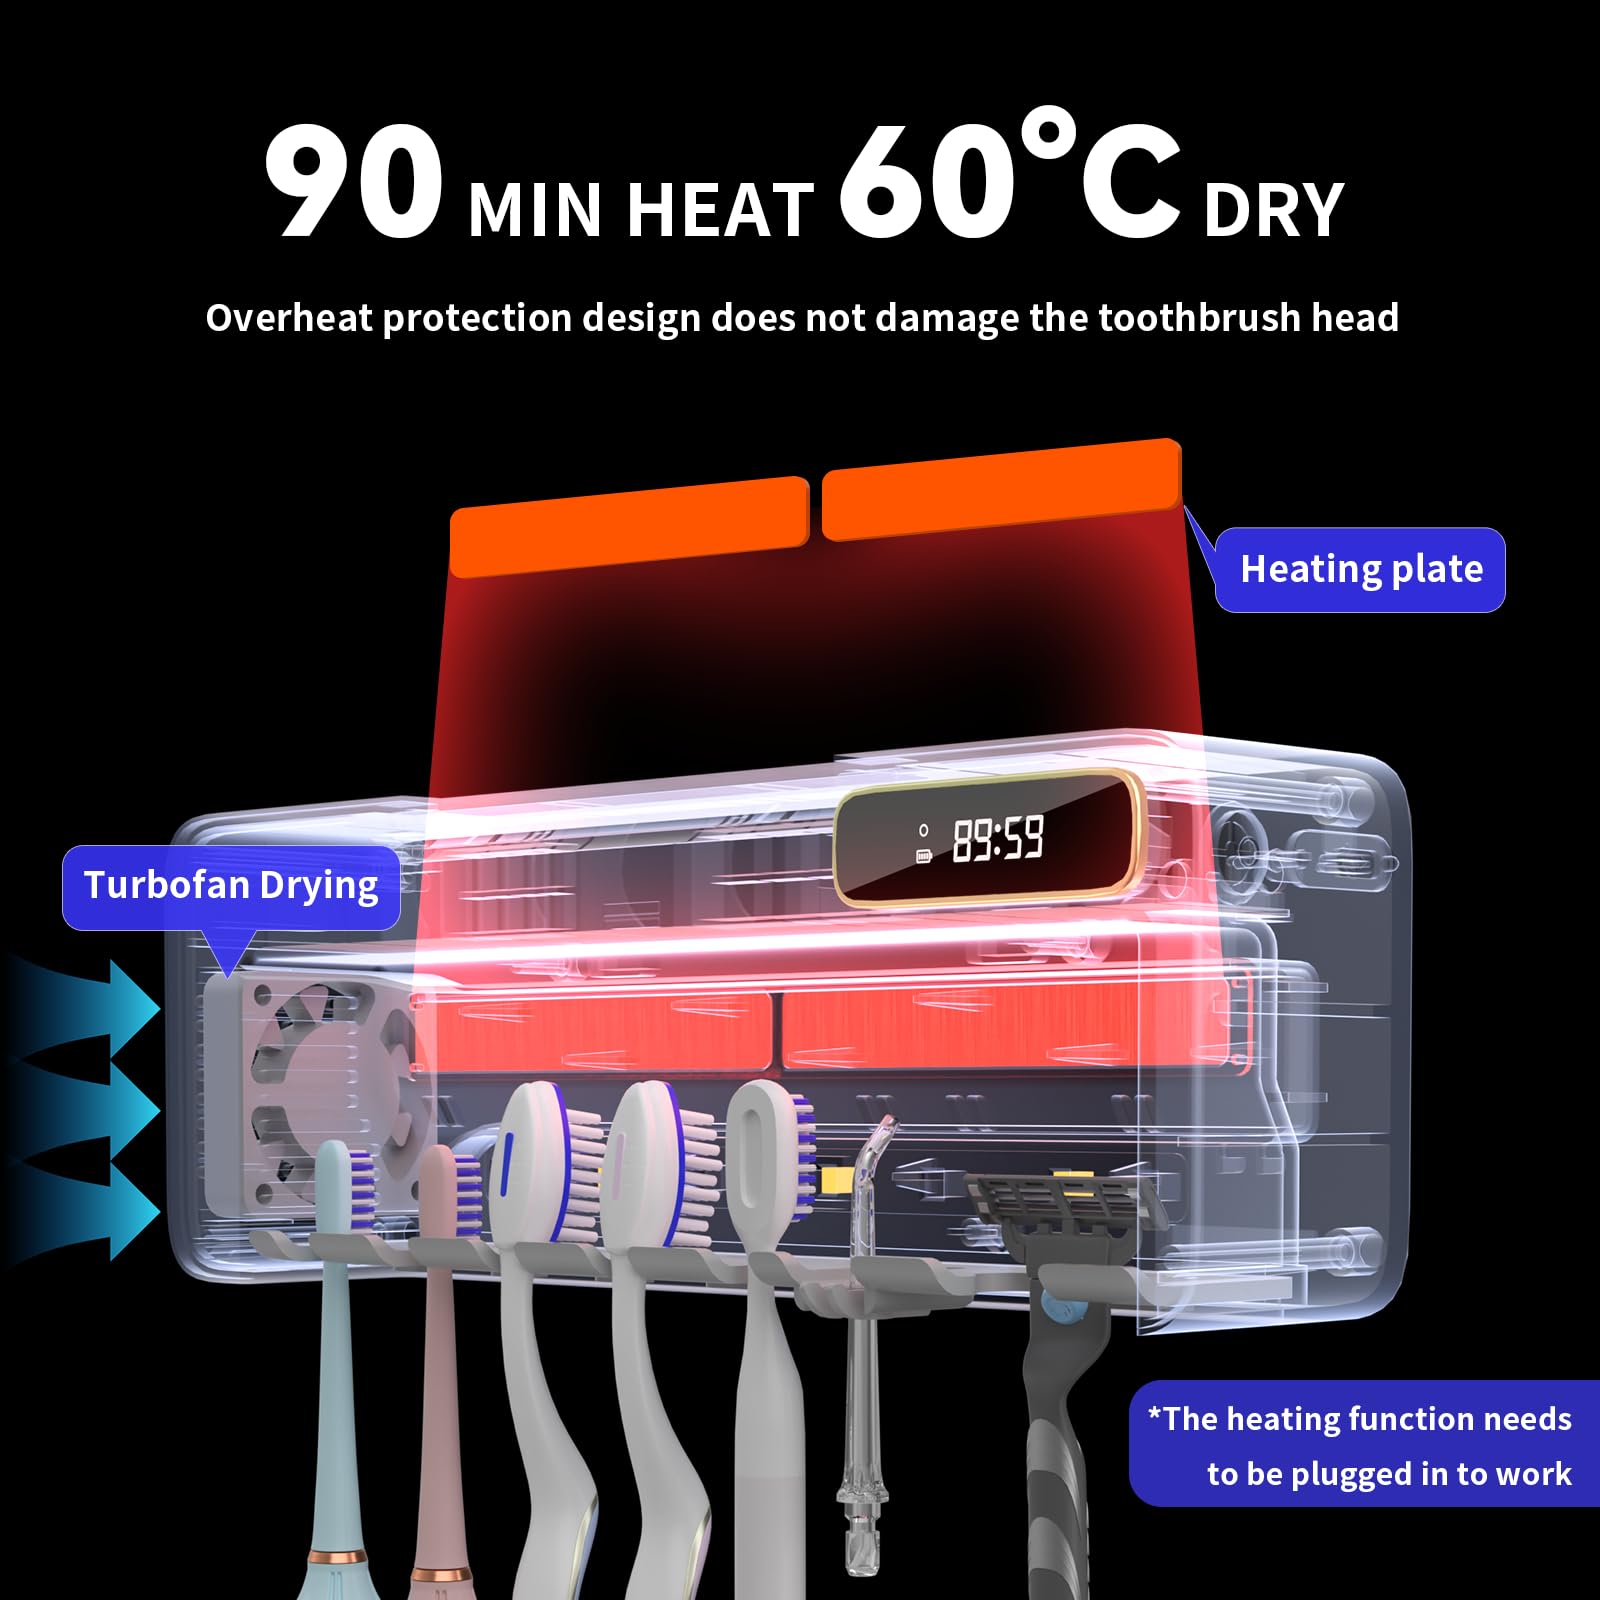 90 MIN HEAT 60°C DRY
Overheat protection design does not damage the toothbrush head
Heating plate
89:59
Turbofan Drying
*The heating function needs
to be plugged in to work